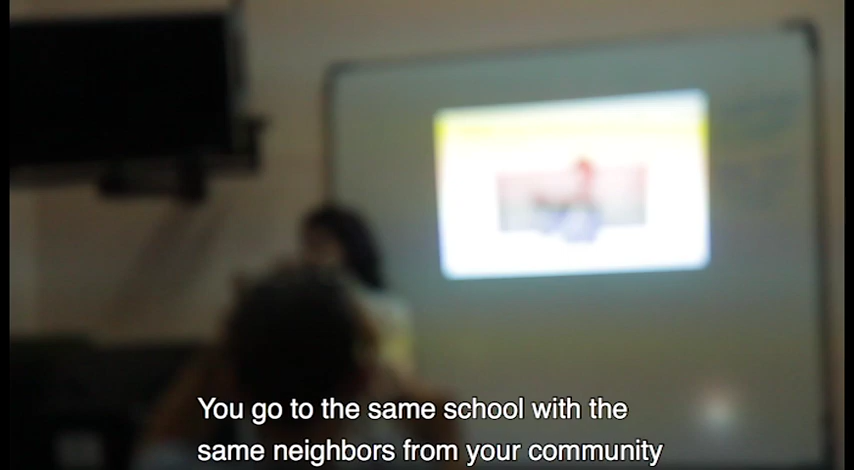 You go to the same school with the
same neighbors from your community